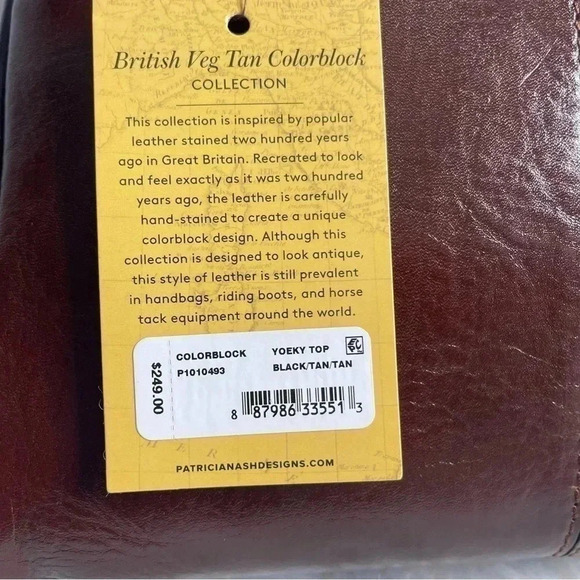 British Veg Tan Colorblock
COLLECTION
This collection is inspired by popular
leather stained two hundred years
ago in Great Britain. Recreated to look
and feel exactly as it was two hundred
years ago, the leather is carefully
hand-stained to create a unique
colorblock design. Although this
collection is designed to look antique,
this style of leather is still prevalent
in handbags, riding boots, and horse
tack equipment around the world.
$249.00
COLORBLOCK YOEKY TOP
P1010493 BLACK/TAN/TAN
8 87986 33551 3
PATRICIANASHDESIGNS.COM